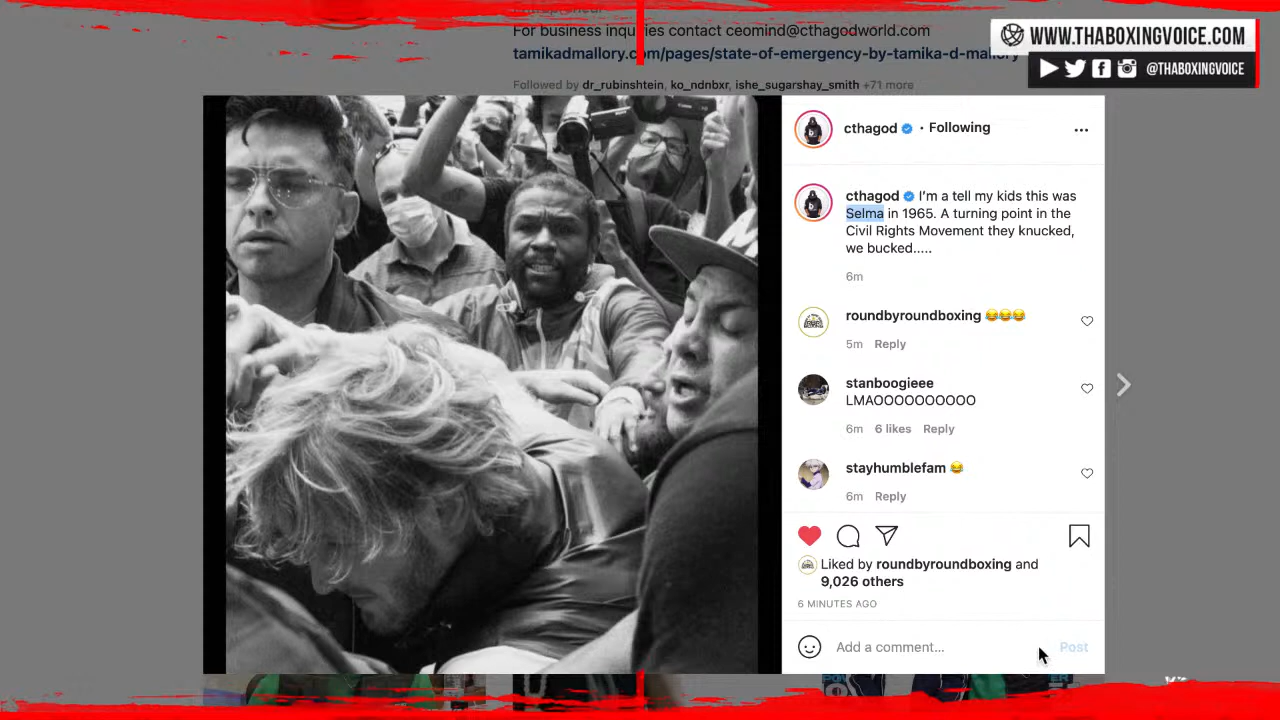 For business inquiries contact ceomind@cthagodworld.com
tamikadmallory.com/pages/state-of-emergency-by-tamika-d-mallory
Followed by dr_rubinshtein, ko_ndnbxr, ishe_sugarshay_smith +71 more
WWW.THABOXINGVOICE.COM
@THABOXINGVOICE
cthagod • Following
cthagod I'm a tell my kids this was
Selma in 1965. A turning point in the
Civil Rights Movement they knucked,
we bucked.....
6m
roundbyroundboxing 😂😂😂
5m Reply
stanboogieee
LMAOOOOOOOOOO
6m 6 likes Reply
stayhumblefam 😂
6m Reply
Liked by roundbyroundboxing and
9,026 others
6 MINUTES AGO
Add a comment...
Post